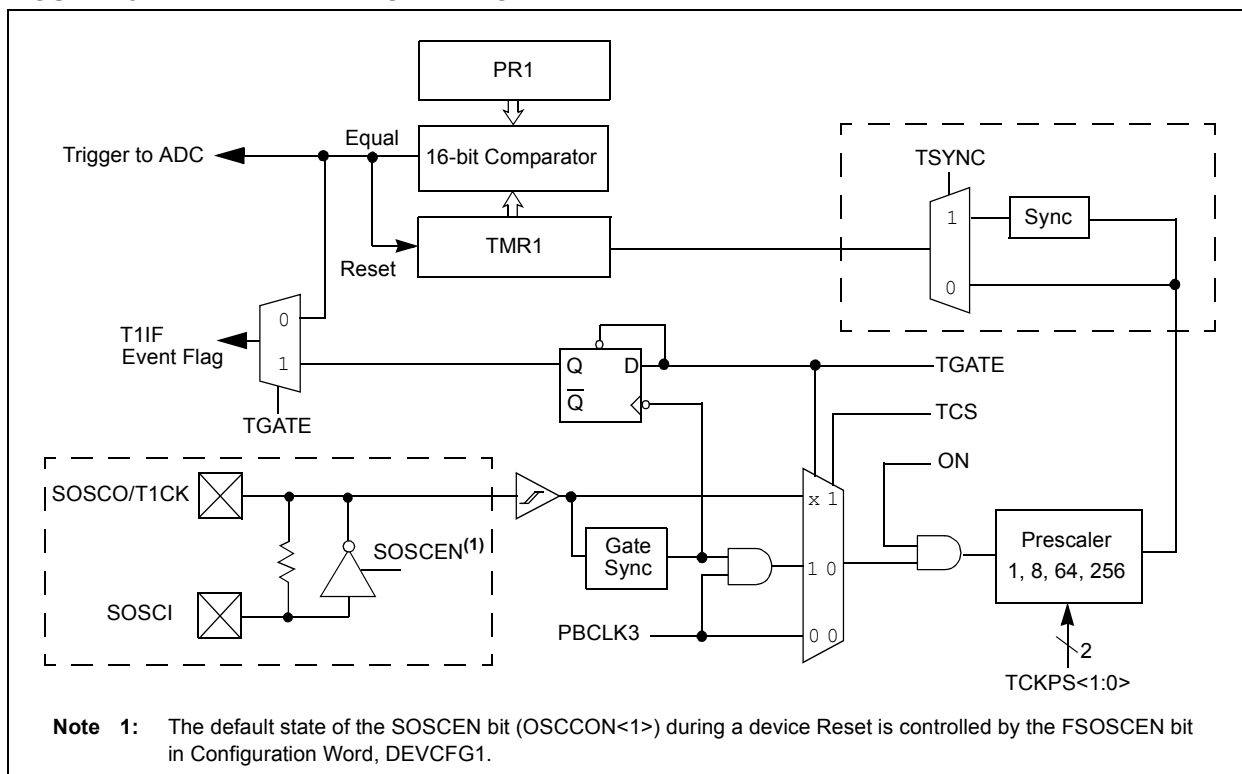 PR1
Equal
Trigger to ADC
16-bit Comparator
TSYNC
1
Sync
TMR1
Reset
0
0
T1IF
Event Flag
1
Q
D
Q
TGATE
TGATE
TCS
ON
SOSCO/T1CK
x 1
SOSCEN(1)
Gate
Sync
1 0
Prescaler
1, 8, 64, 256
SOSCI
PBCLK3
0 0
2
TCKPS<1:0>
Note 1: The default state of the SOSCEN bit (OSCCON<1>) during a device Reset is controlled by the FSOSCEN bit
in Configuration Word, DEVCFG1.